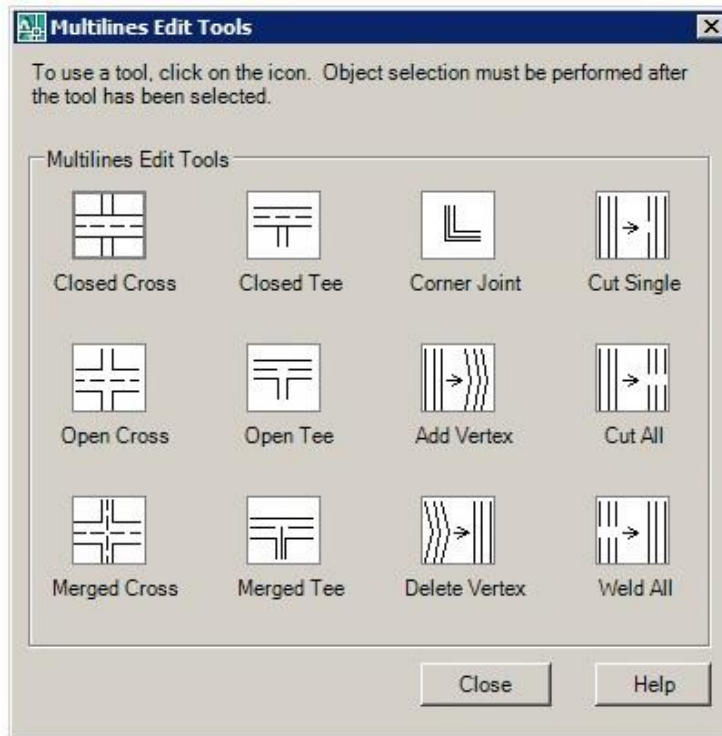 Multilines Edit Tools
To use a tool, click on the icon. Object selection must be performed after
the tool has been selected.
Multilines Edit Tools
Closed Cross
Closed Tee
Corner Joint
Cut Single
Open Cross
Open Tee
Add Vertex
Cut All
Merged Cross
Merged Tee
Delete Vertex
Weld All
Close
Help